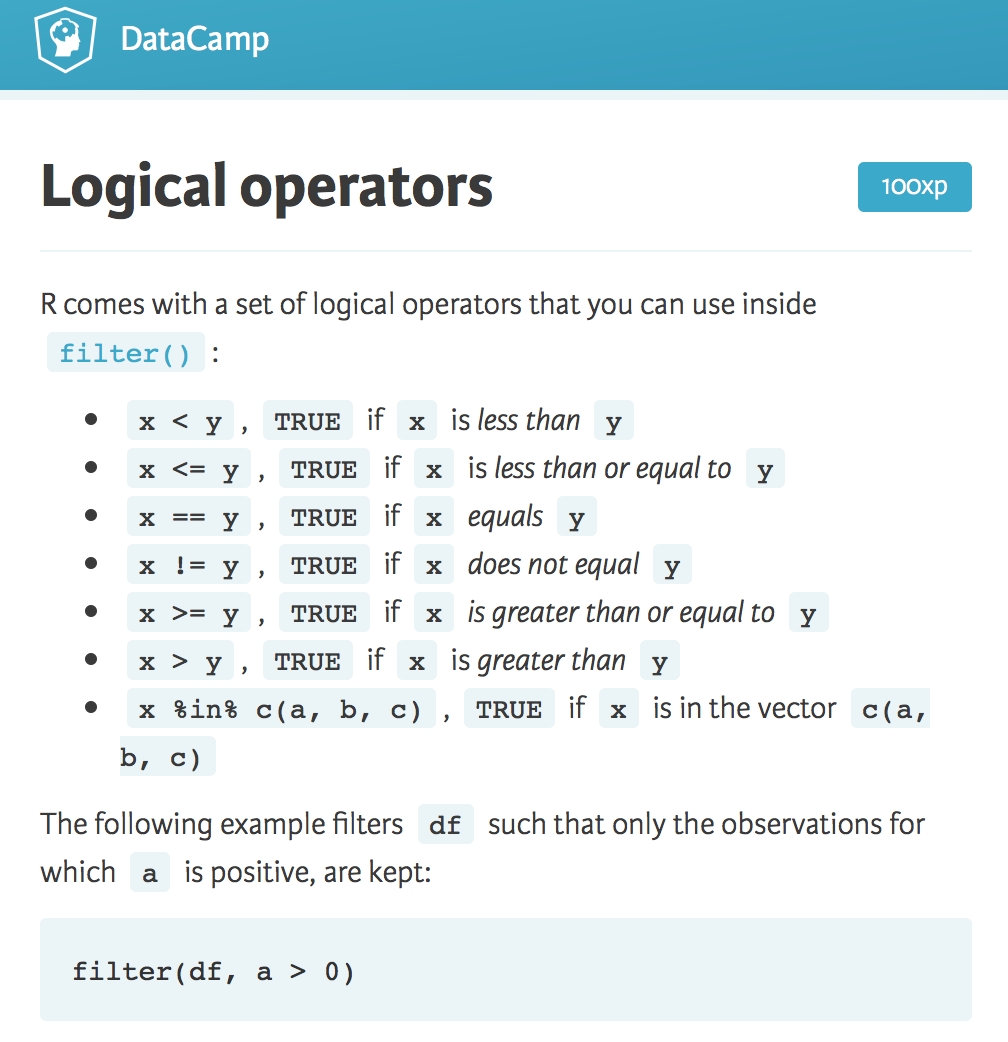 DataCamp
Logical operators
100xp
R comes with a set of logical operators that you can use inside
filter() :
• x < y , TRUE if x is less than y
• x <= y , TRUE if x is less than or equal to y
• x == y , TRUE if x equals y
• x != y , TRUE if x does not equal y
• x >= y , TRUE if x is greater than or equal to y
• x > y , TRUE if x is greater than y
• x %in% c(a, b, c) , TRUE if x is in the vector c(a,
b, c)
The following example filters df such that only the observations for
which a is positive, are kept:
filter(df, a > 0)